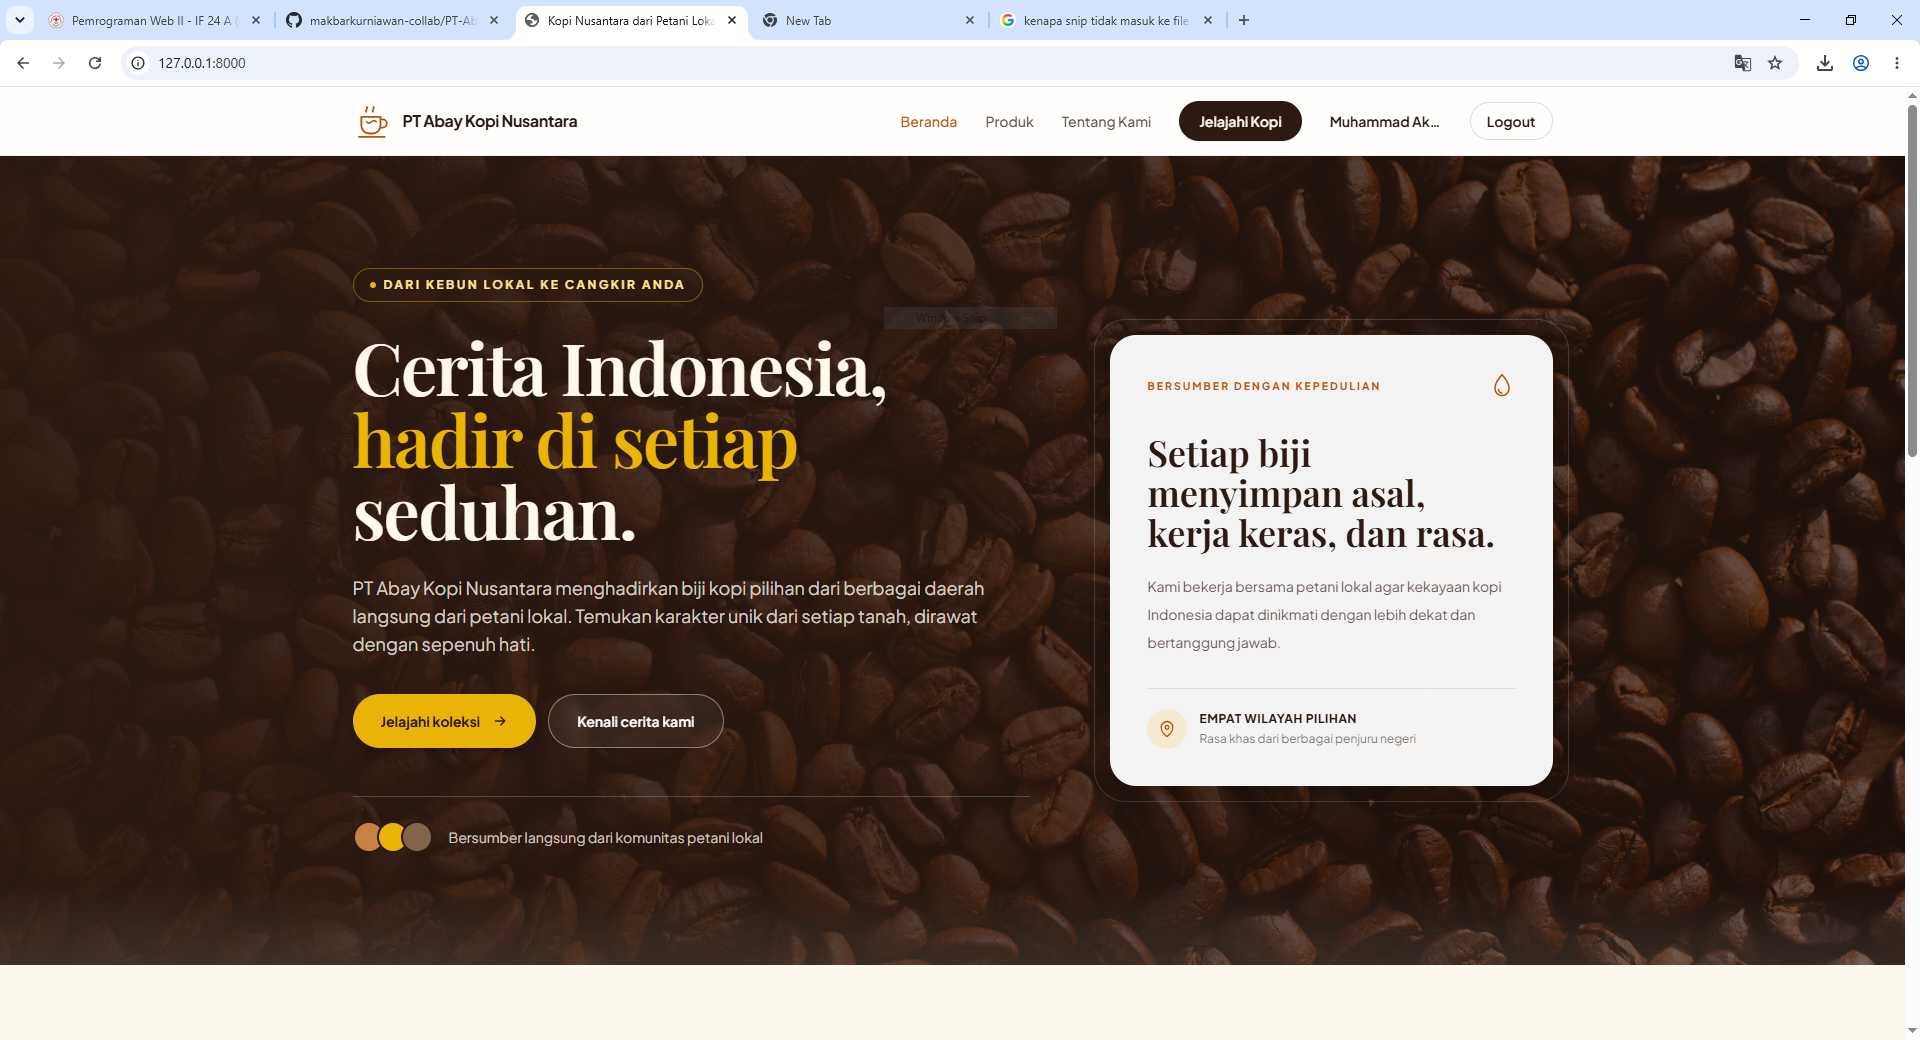 Pemrograman Web II - IF 24 A (
makbarkurniawan-collab/PT-Ab
Kopi Nusantara dari Petani Loka
New Tab
kenapa snip tidak masuk ke file
127.0.0.1:8000
PT Abay Kopi Nusantara
Beranda
Produk
Tentang Kami
Jelajahi Kopi
Muhammad Ak...
Logout
DARI KEBUN LOKAL KE CANGKIR ANDA
Window Snip
Cerita Indonesia,
hadir di setiap
seduhan.
PT Abay Kopi Nusantara menghadirkan biji kopi pilihan dari berbagai daerah
langsung dari petani lokal. Temukan karakter unik dari setiap tanah, dirawat
dengan sepenuh hati.
Jelajahi koleksi →
Kenali cerita kami
Bersumber langsung dari komunitas petani lokal
BERSUMBER DENGAN KEPEDULIAN
Setiap biji
menyimpan asal,
kerja keras, dan rasa.
Kami bekerja bersama petani lokal agar kekayaan kopi
Indonesia dapat dinikmati dengan lebih dekat dan
bertanggung jawab.
EMPAT WILAYAH PILIHAN
Rasa khas dari berbagai penjuru negeri